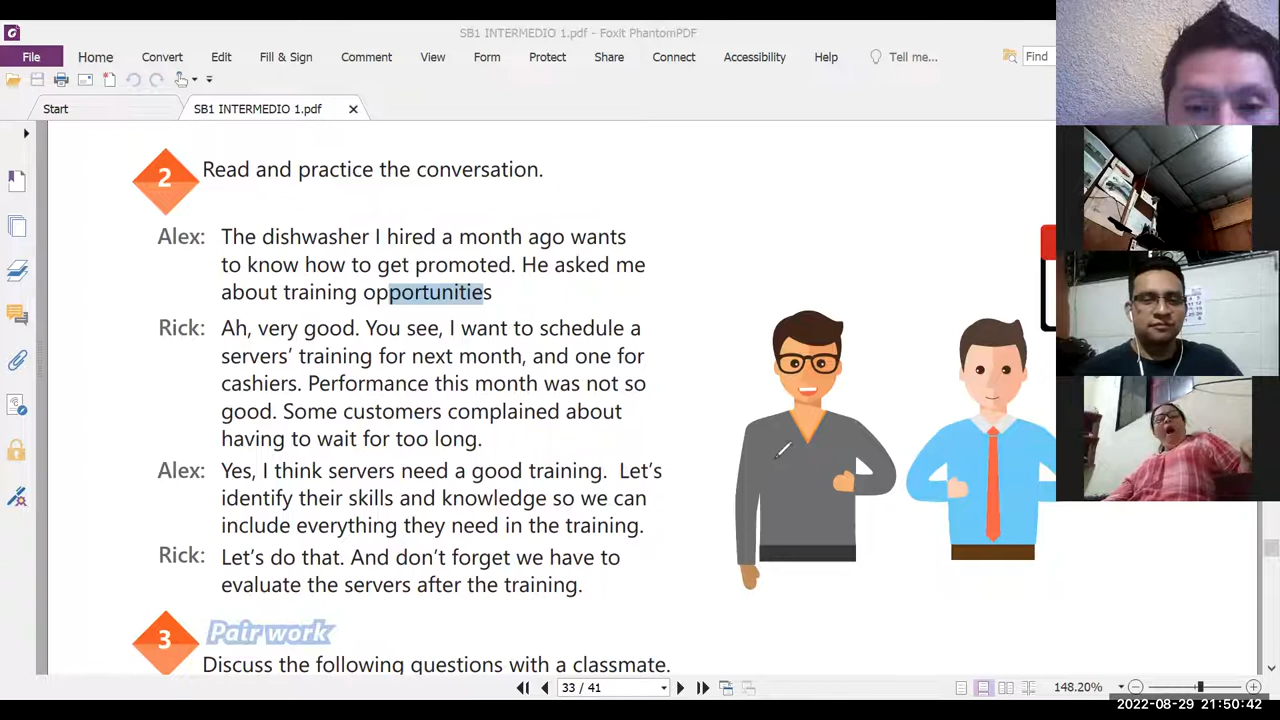 SB1 INTERMEDIO 1.pdf - Foxit PhantomPDF
File Home Convert Edit Fill & Sign Comment View Form Protect Share Connect Accessibility Help Tell me... Find
Start SB1 INTERMEDIO 1.pdf
2 Read and practice the conversation.
Alex: The dishwasher I hired a month ago wants
to know how to get promoted. He asked me
about training opportunities
Rick: Ah, very good. You see, I want to schedule a
servers’ training for next month, and one for
cashiers. Performance this month was not so
good. Some customers complained about
having to wait for too long.
Alex: Yes, I think servers need a good training. Let’s
identify their skills and knowledge so we can
include everything they need in the training.
Rick: Let’s do that. And don’t forget we have to
evaluate the servers after the training.
3 Pair work
Discuss the following questions with a classmate.
33 / 41 148.20%
2022-08-29 21:50:42